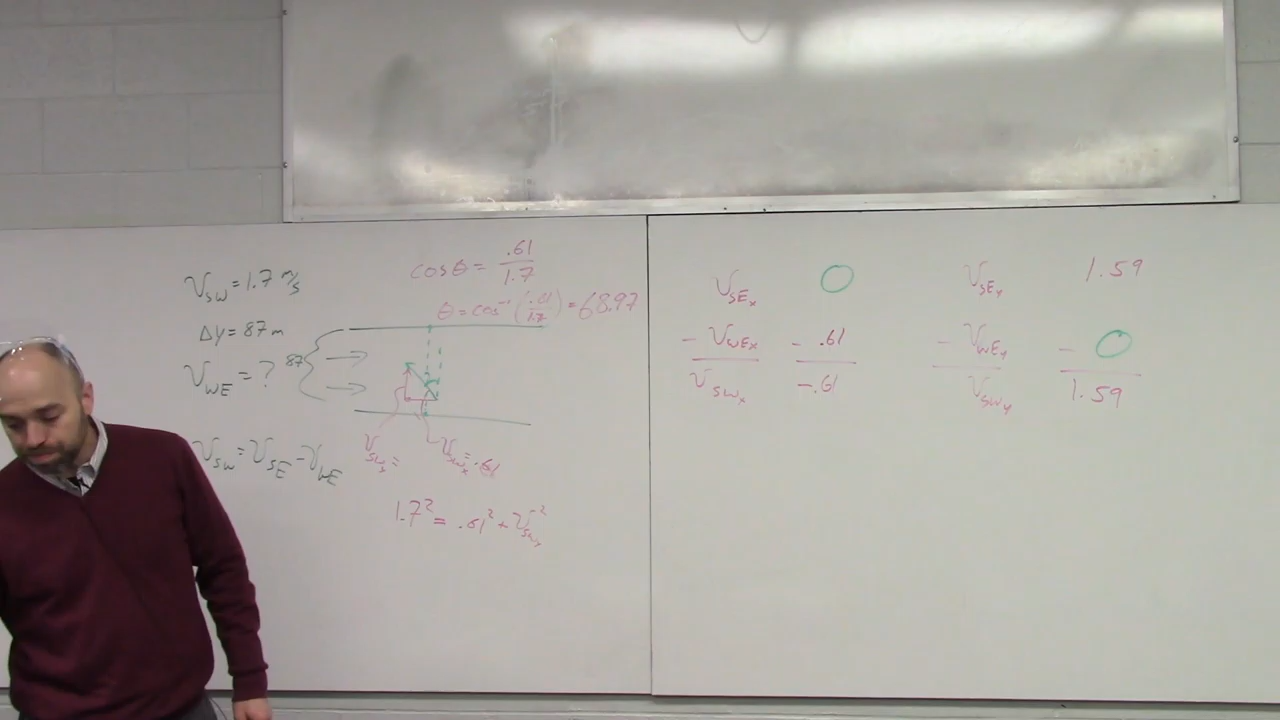 V_SW = 1.7 m/s
Δy = 87 m
V_WE = ?
V_SW = V_SE - V_WE
cosθ = .61/1.7
θ = cos⁻¹(.61/1.7) = 68.97
87
V_SWy =
V_SWx = .61
1.7² = .61² + V_SWy²
V_SEx 0
- V_WEx - .61
V_SWx -.61
V_SEy 1.59
- V_WEy - 0
V_SWy 1.59